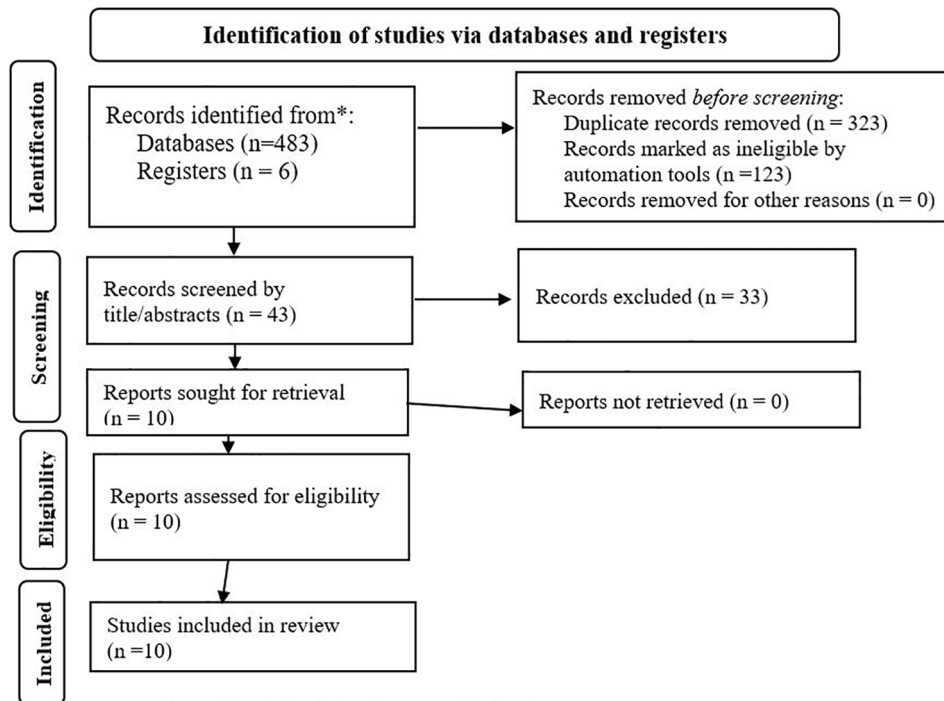 Identification of studies via databases and registers
Identification
Records identified from*:
Databases (n=483)
Registers (n = 6)
Records removed before screening:
Duplicate records removed (n = 323)
Records marked as ineligible by
automation tools (n =123)
Records removed for other reasons (n = 0)
Screening
Records screened by
title/abstracts (n = 43)
Records excluded (n = 33)
Reports sought for retrieval
(n = 10)
Reports not retrieved (n = 0)
Eligibility
Reports assessed for eligibility
(n = 10)
Included
Studies included in review
(n =10)